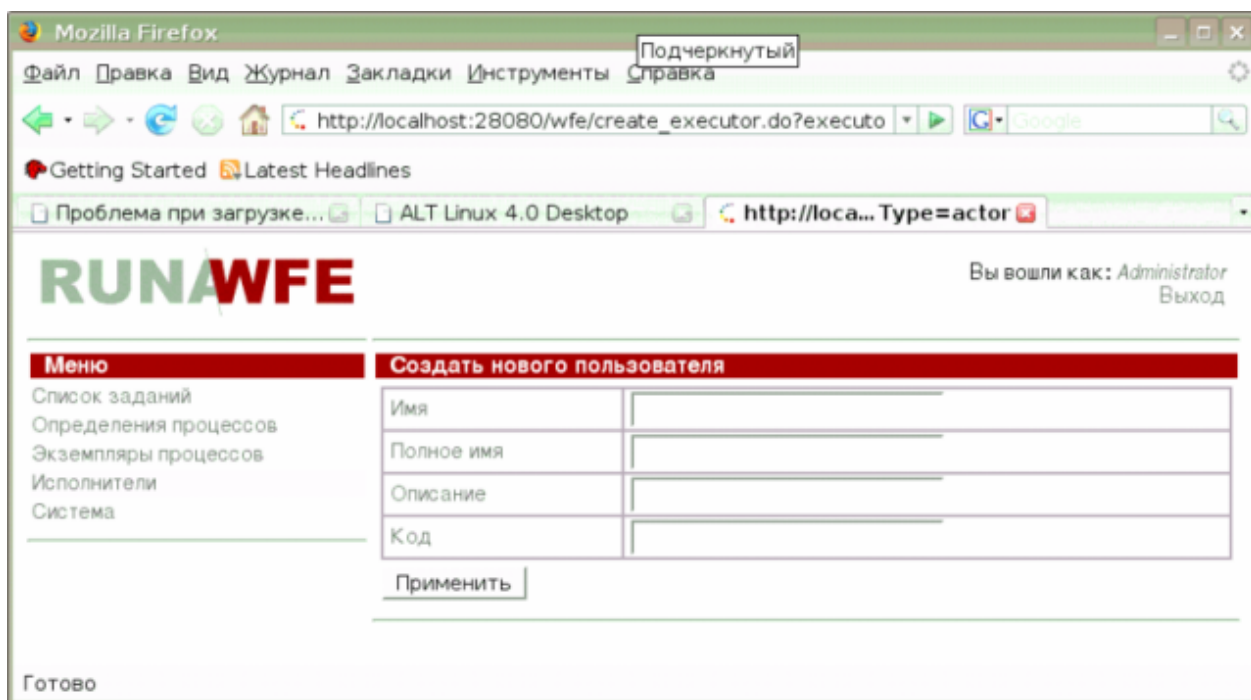 Mozilla Firefox
Подчеркнутый
Файл Правка Вид Журнал Закладки Инструменты Справка
http://localhost:28080/wfe/create_executor.do?executo
G Google
Getting Started Latest Headlines
Проблема при загрузке... ALT Linux 4.0 Desktop http://loca...Type=actor
RUNAWFE
Вы вошли как: Administrator
Выход
Меню
Создать нового пользователя
Список заданий
Определения процессов
Экземпляры процессов
Исполнители
Система
Имя
Полное имя
Описание
Код
Применить
Готово